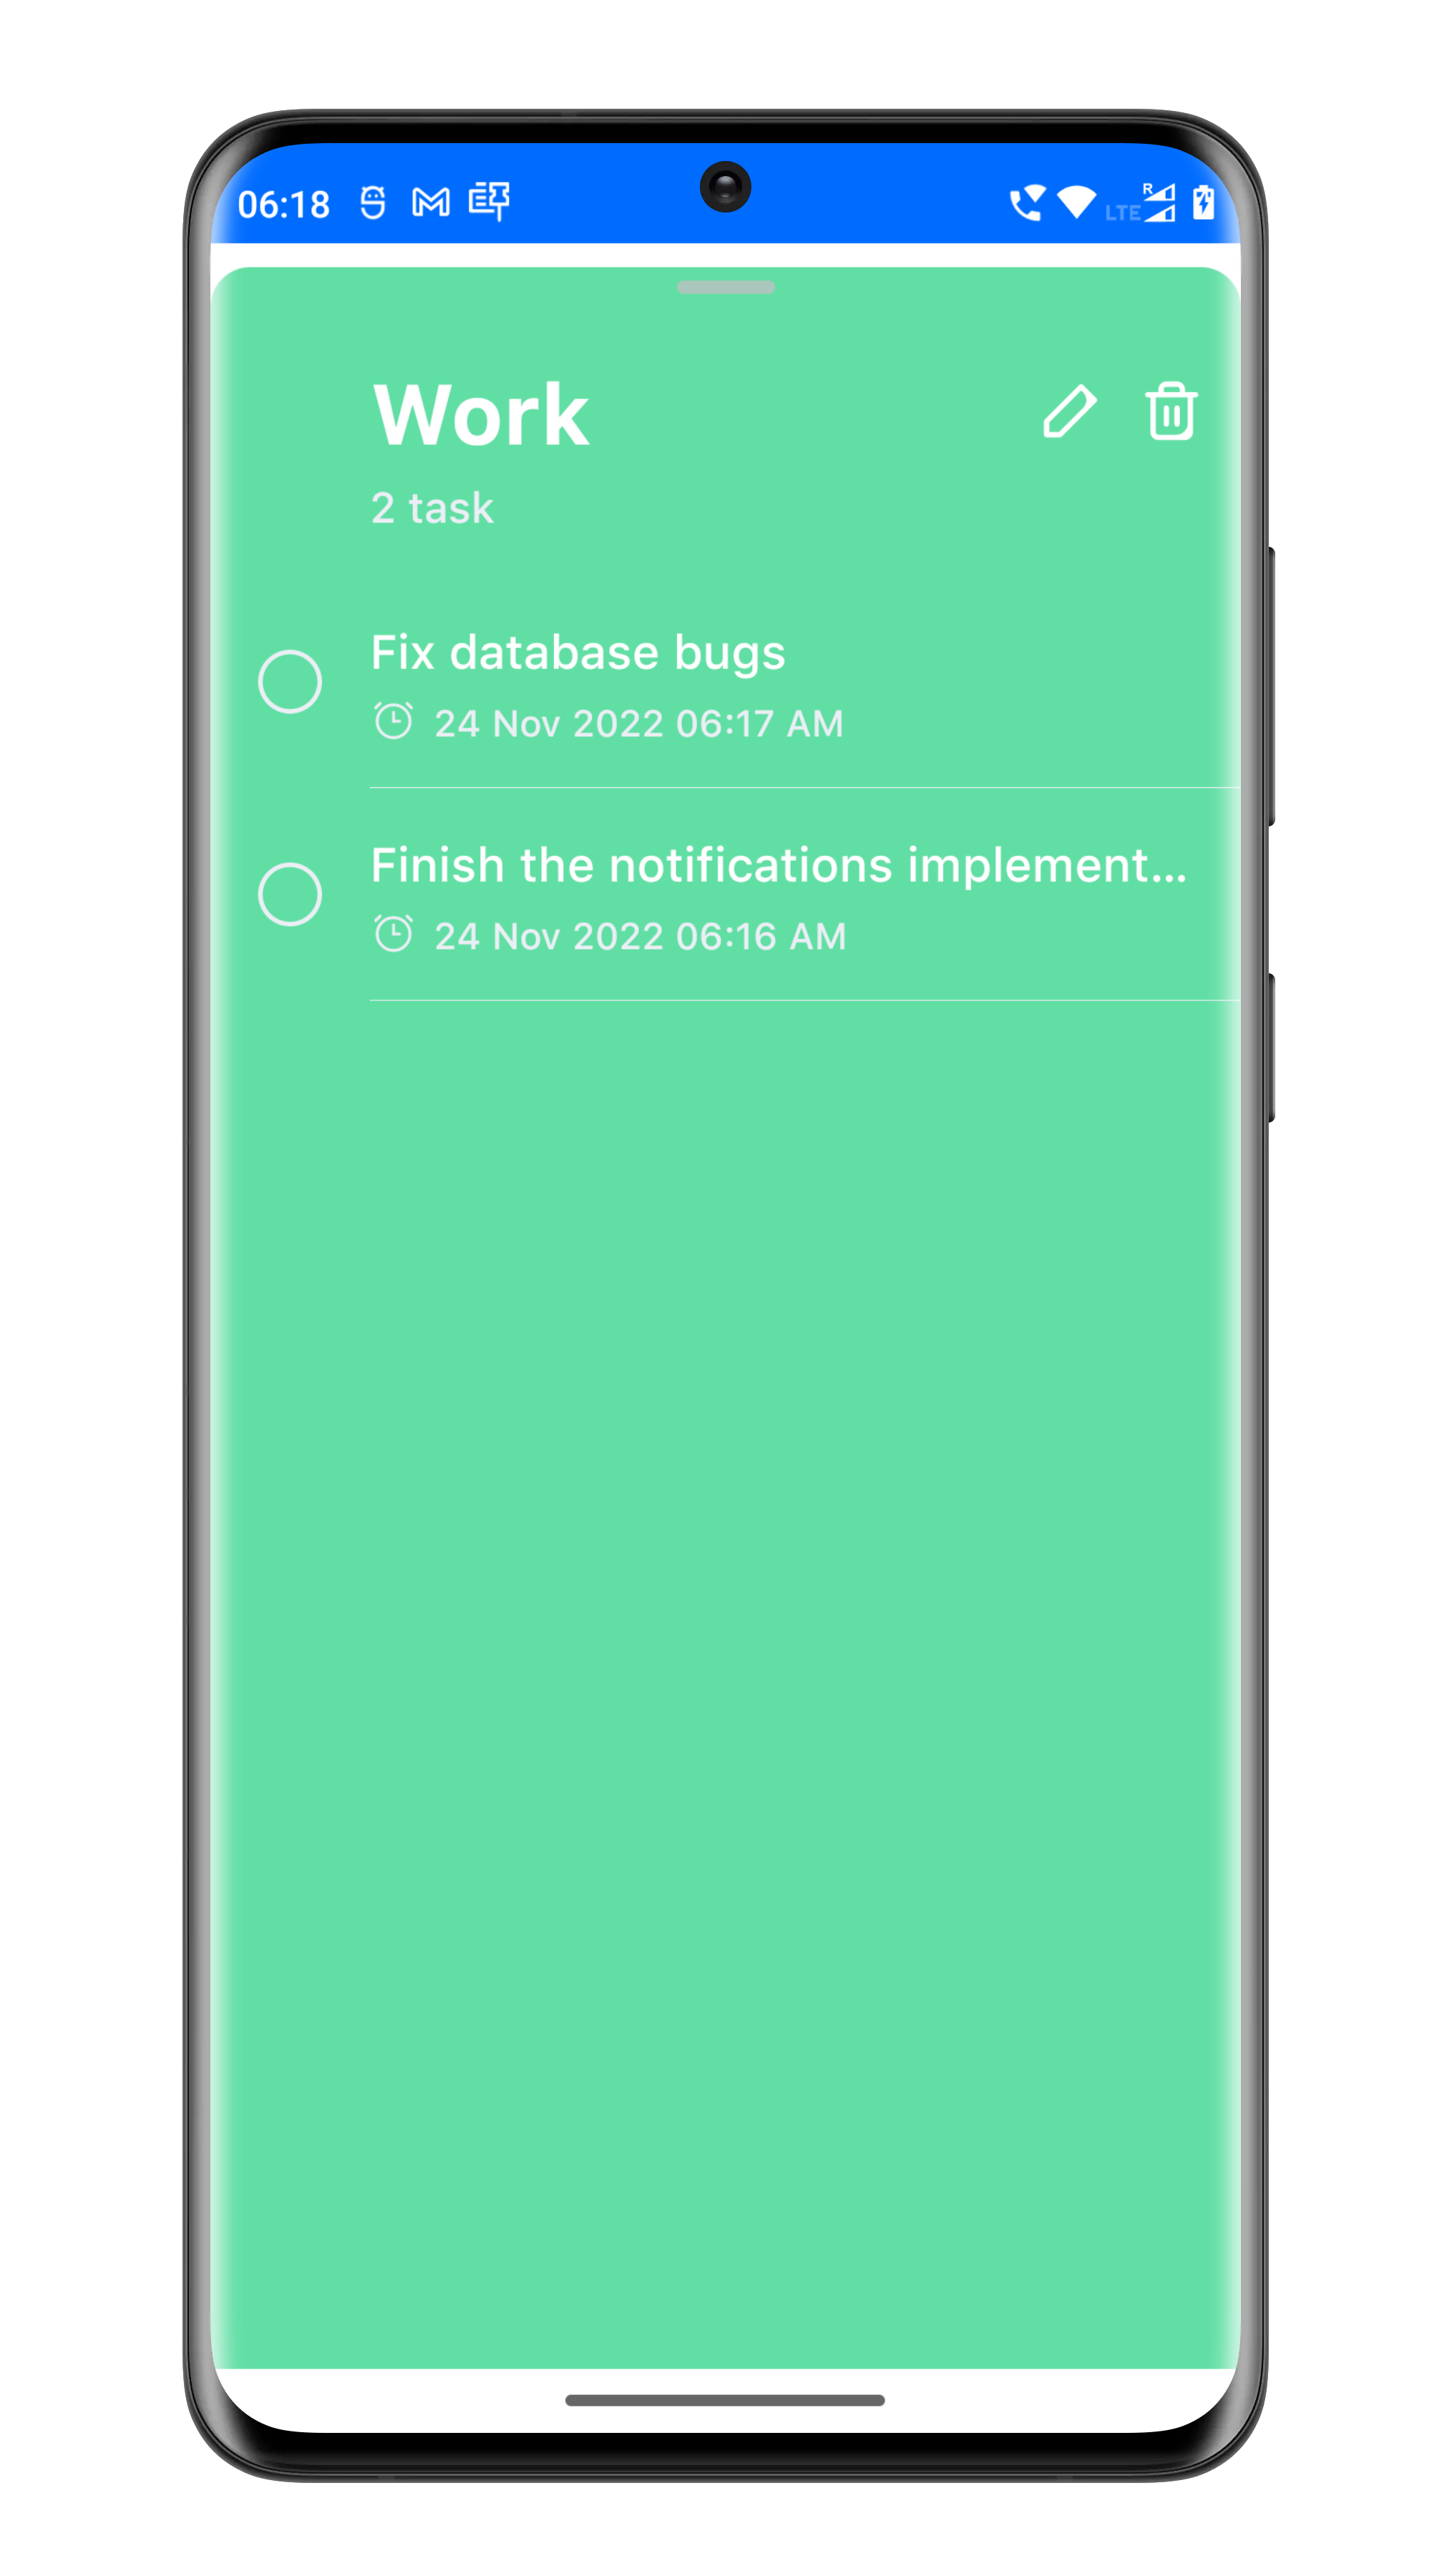 06:18
LTE R
Work
2 task
Fix database bugs
24 Nov 2022 06:17 AM
Finish the notifications implement...
24 Nov 2022 06:16 AM